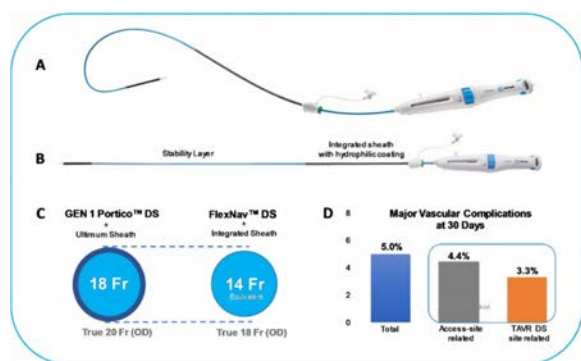 A
B
Stability Layer
Integrated sheath
with hydrophilic coating
C
GEN 1 Portico™ DS
+
Ultimum Sheath
18 Fr
True 20 Fr (OD)
FlexNav™ DS
+
Integrated Sheath
14 Fr
Equivalent
True 18 Fr (OD)
D
Major Vascular Complications
at 30 Days
8
6
4
2
0
5.0%
4.4%
3.3%
Total
Access-site
related
TAVR DS
site related